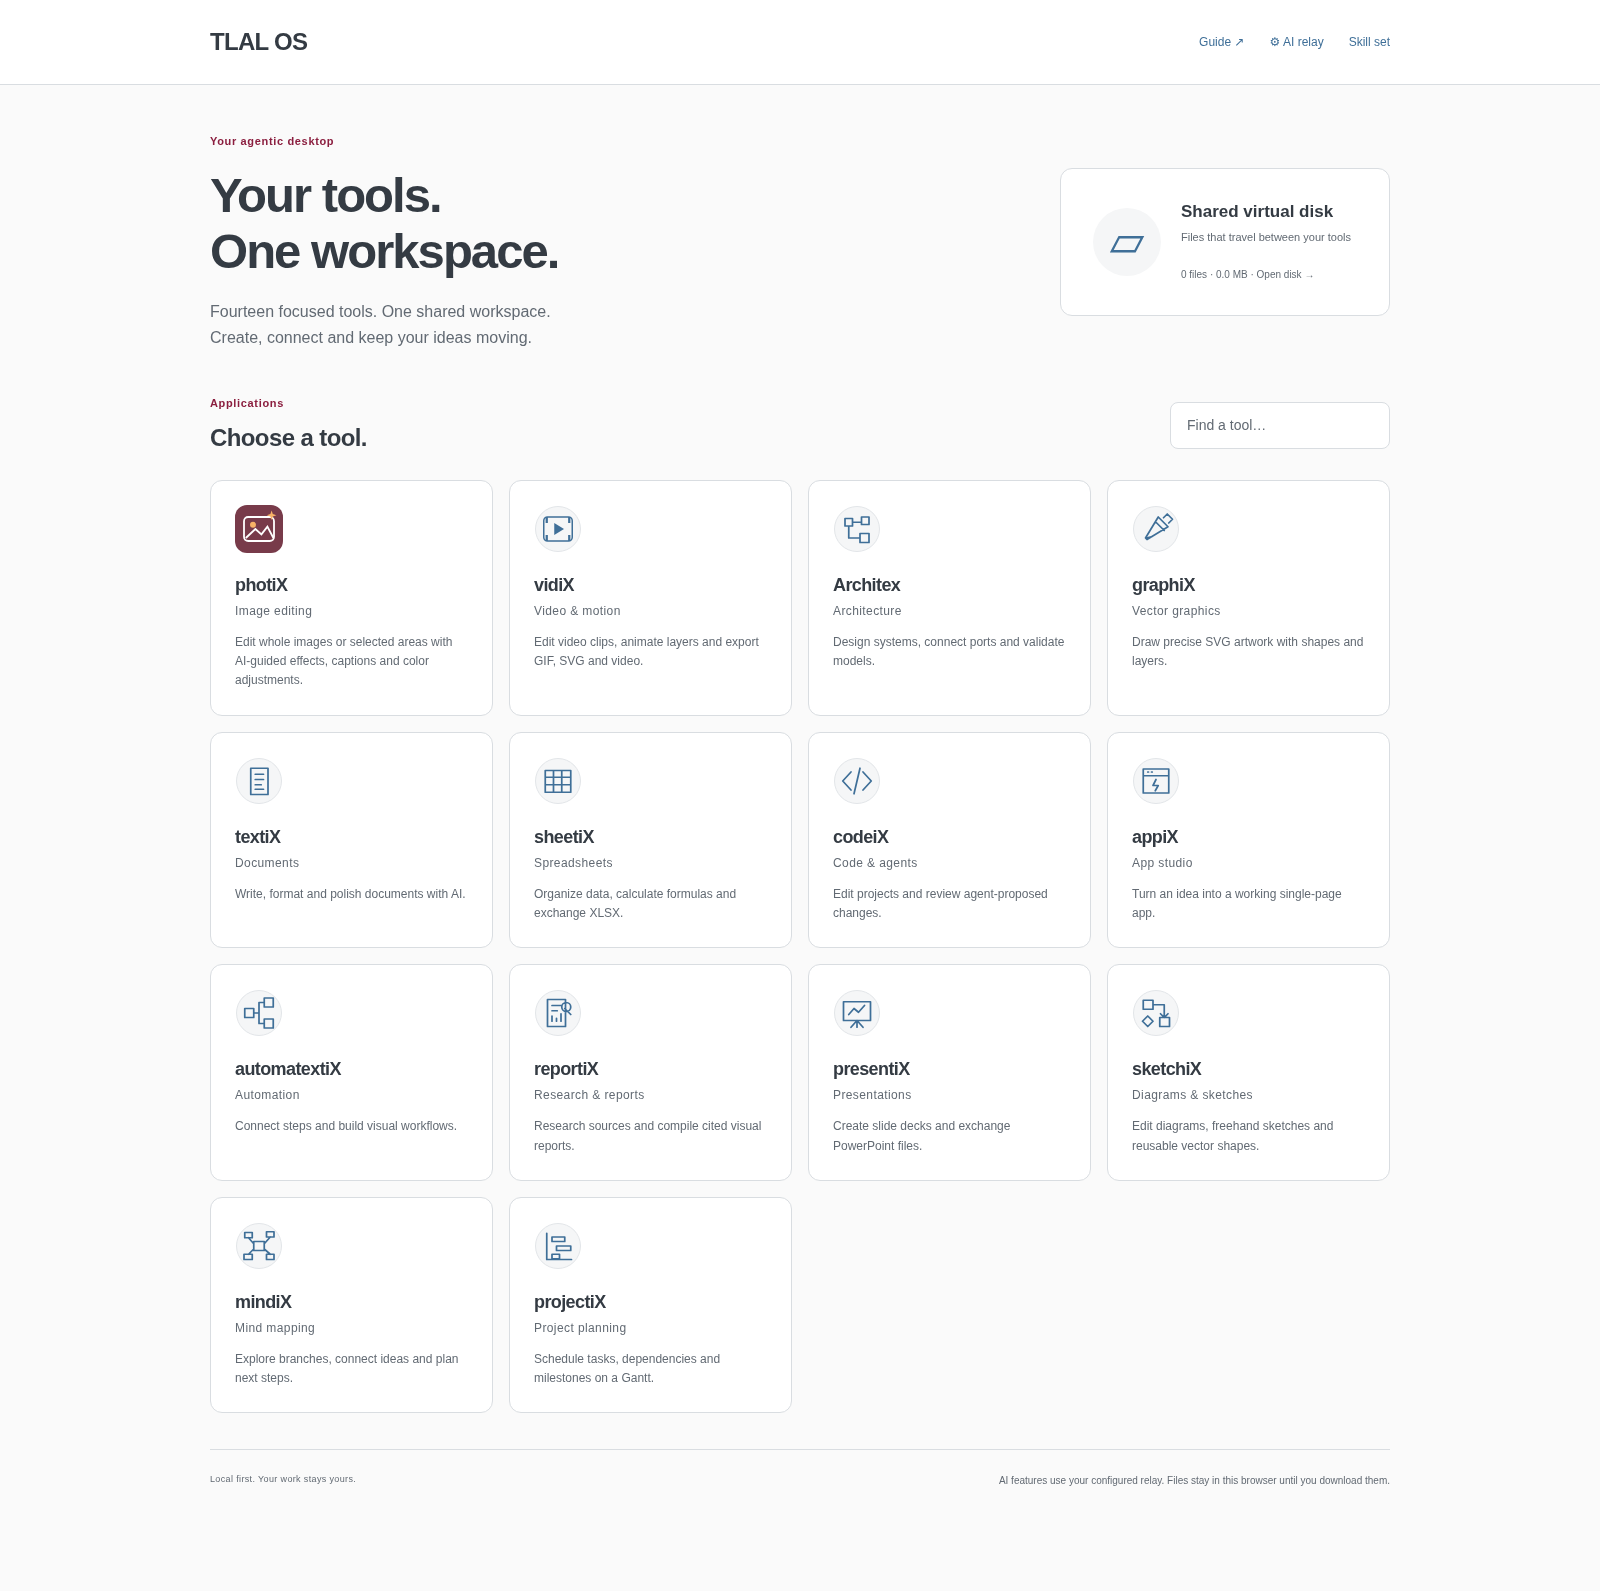 TLAL OS
Guide ↗
⚙ AI relay
Skill set
Your agentic desktop
Your tools.
One workspace.
Fourteen focused tools. One shared workspace.
Create, connect and keep your ideas moving.
Shared virtual disk
Files that travel between your tools
0 files · 0.0 MB · Open disk →
Applications
Choose a tool.
Find a tool…
photiX
Image editing
Edit whole images or selected areas with
AI-guided effects, captions and color
adjustments.
vidiX
Video & motion
Edit video clips, animate layers and export
GIF, SVG and video.
Architex
Architecture
Design systems, connect ports and validate
models.
graphiX
Vector graphics
Draw precise SVG artwork with shapes and
layers.
textiX
Documents
Write, format and polish documents with AI.
sheetiX
Spreadsheets
Organize data, calculate formulas and
exchange XLSX.
codeiX
Code & agents
Edit projects and review agent-proposed
changes.
appiX
App studio
Turn an idea into a working single-page
app.
automatextiX
Automation
Connect steps and build visual workflows.
reportiX
Research & reports
Research sources and compile cited visual
reports.
presentiX
Presentations
Create slide decks and exchange
PowerPoint files.
sketchiX
Diagrams & sketches
Edit diagrams, freehand sketches and
reusable vector shapes.
mindiX
Mind mapping
Explore branches, connect ideas and plan
next steps.
projectiX
Project planning
Schedule tasks, dependencies and
milestones on a Gantt.
Local first. Your work stays yours.
AI features use your configured relay. Files stay in this browser until you download them.